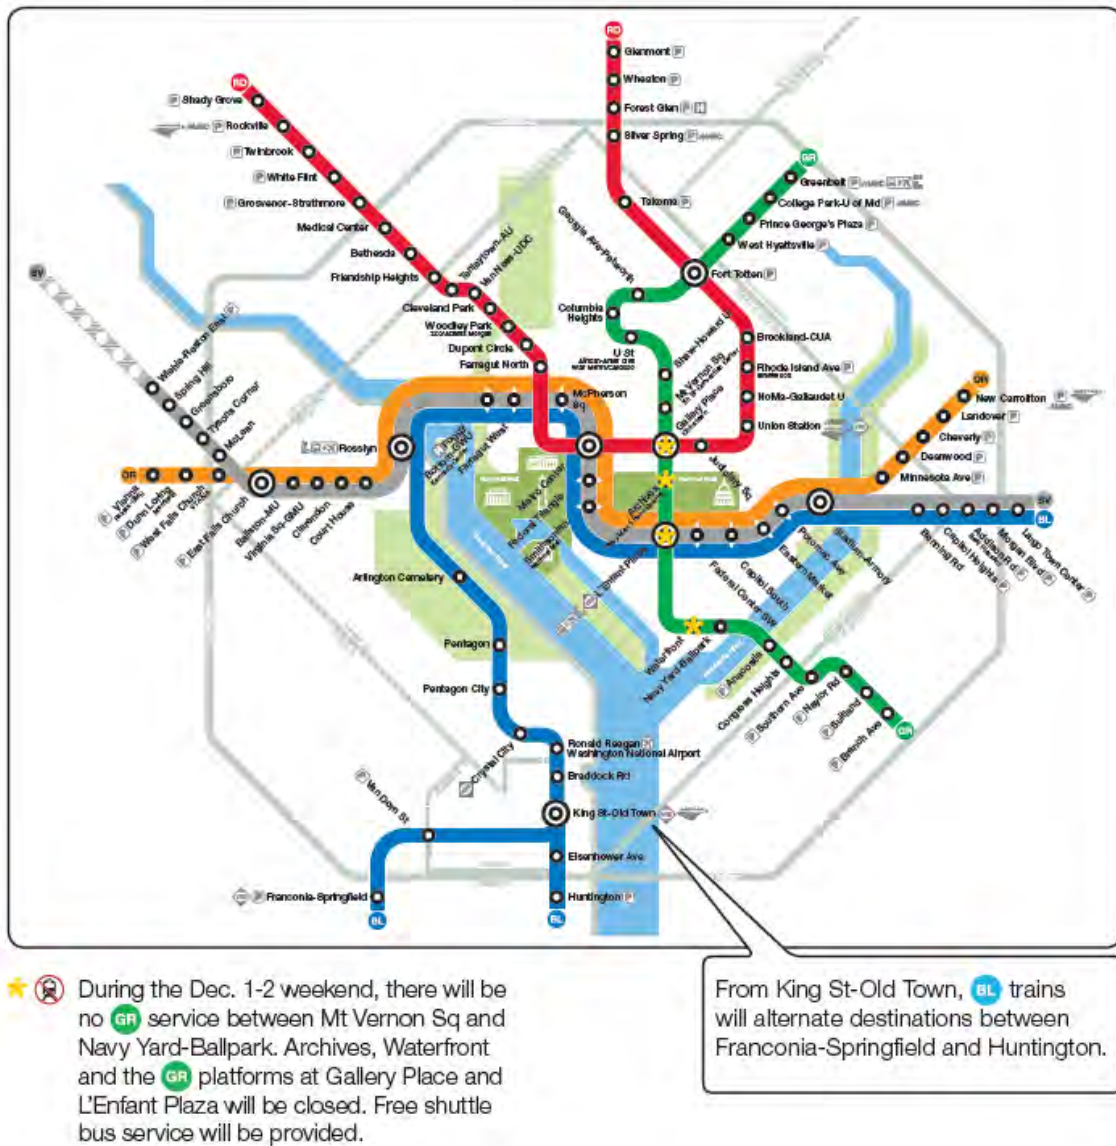 RD
Glenmont P
Wheaton P
Forest Glen P
Silver Spring P
Takoma P
RD
P Shady Grove
P Rockville
P Twinbrook
P White Flint
P Grosvenor-Strathmore
Medical Center
Bethesda
Friendship Heights
Tenleytown-AU
Van Ness-UDC
Cleveland Park
Woodley Park
Dupont Circle
Farragut North
GR
Greenbelt P
College Park-U of Md P
Prince George's Plaza P
West Hyattsville P
Fort Totten P
Georgia Ave-Petworth
Columbia
Heights
U St
Shaw-Howard U
Mt Vernon Sq
Gallery Place
Brookland-CUA
Rhode Island Ave P
NoMa-Gallaudet U
Union Station
Judiciary Sq
SV
Wiehle-Reston East P
Spring Hill
Greensboro
Tysons Corner
McLean
OR
P Vienna
P Dunn Loring
P West Falls Church
P East Falls Church
Ballston-MU
Virginia Sq-GMU
Clarendon
Court House
Rosslyn
Farragut West
McPherson
Sq
Metro Center
Federal Triangle
Smithsonian
L'Enfant Plaza
Archives
Federal Center SW
Capitol South
Eastern Market
Potomac Ave
Stadium-Armory
OR
New Carrollton P
Landover P
Cheverly P
Deanwood P
Minnesota Ave P
SV
BL
Benning Rd
Capitol Heights P
Addison Rd P
Morgan Blvd P
Largo Town Center P
Arlington Cemetery
Pentagon
Pentagon City
Crystal City
Ronald Reagan
Washington National Airport
Braddock Rd
King St-Old Town
P Van Dorn St
Eisenhower Ave
P Franconia-Springfield
Huntington P
BL
BL
Waterfront
Navy Yard-Ballpark
P Anacostia
Congress Heights
P Southern Ave
P Naylor Rd
P Suitland
P Branch Ave
GR
During the Dec. 1-2 weekend, there will be
no GR service between Mt Vernon Sq and
Navy Yard-Ballpark. Archives, Waterfront
and the GR platforms at Gallery Place and
L'Enfant Plaza will be closed. Free shuttle
bus service will be provided.
From King St-Old Town, BL trains
will alternate destinations between
Franconia-Springfield and Huntington.